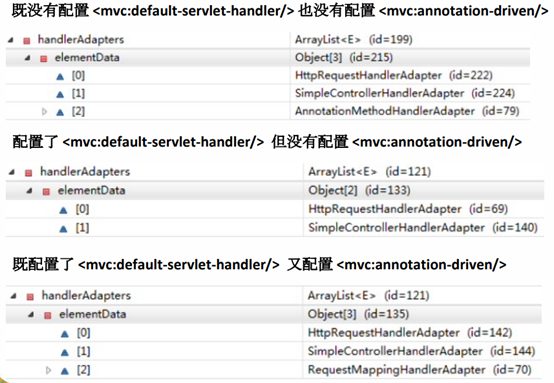 既没有配置 <mvc:default-servlet-handler/> 也没有配置 <mvc:annotation-driven/>
handlerAdapters ArrayList<E> (id=199)
elementData Object[3] (id=215)
[0] HttpRequestHandlerAdapter (id=222)
[1] SimpleControllerHandlerAdapter (id=224)
[2] AnnotationMethodHandlerAdapter (id=79)
配置了 <mvc:default-servlet-handler/> 但没有配置 <mvc:annotation-driven/>
handlerAdapters ArrayList<E> (id=121)
elementData Object[2] (id=133)
[0] HttpRequestHandlerAdapter (id=69)
[1] SimpleControllerHandlerAdapter (id=140)
既配置了 <mvc:default-servlet-handler/> 又配置 <mvc:annotation-driven/>
handlerAdapters ArrayList<E> (id=121)
elementData Object[3] (id=135)
[0] HttpRequestHandlerAdapter (id=142)
[1] SimpleControllerHandlerAdapter (id=144)
[2] RequestMappingHandlerAdapter (id=70)